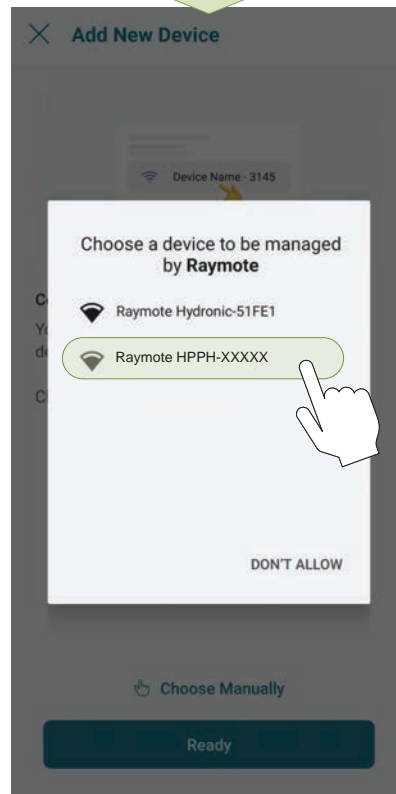 Add New Device
Device Name - 3145
Choose a device to be managed
by Raymote
Raymote Hydronic-51FE1
Raymote HPPH-XXXXX
DON'T ALLOW
Choose Manually
Ready